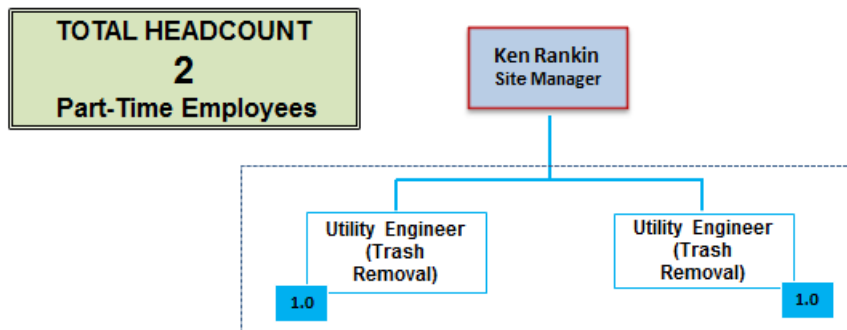 TOTAL HEADCOUNT
2
Part-Time Employees
Ken Rankin
Site Manager
Utility Engineer
(Trash
Removal)
1.0
Utility Engineer
(Trash
Removal)
1.0